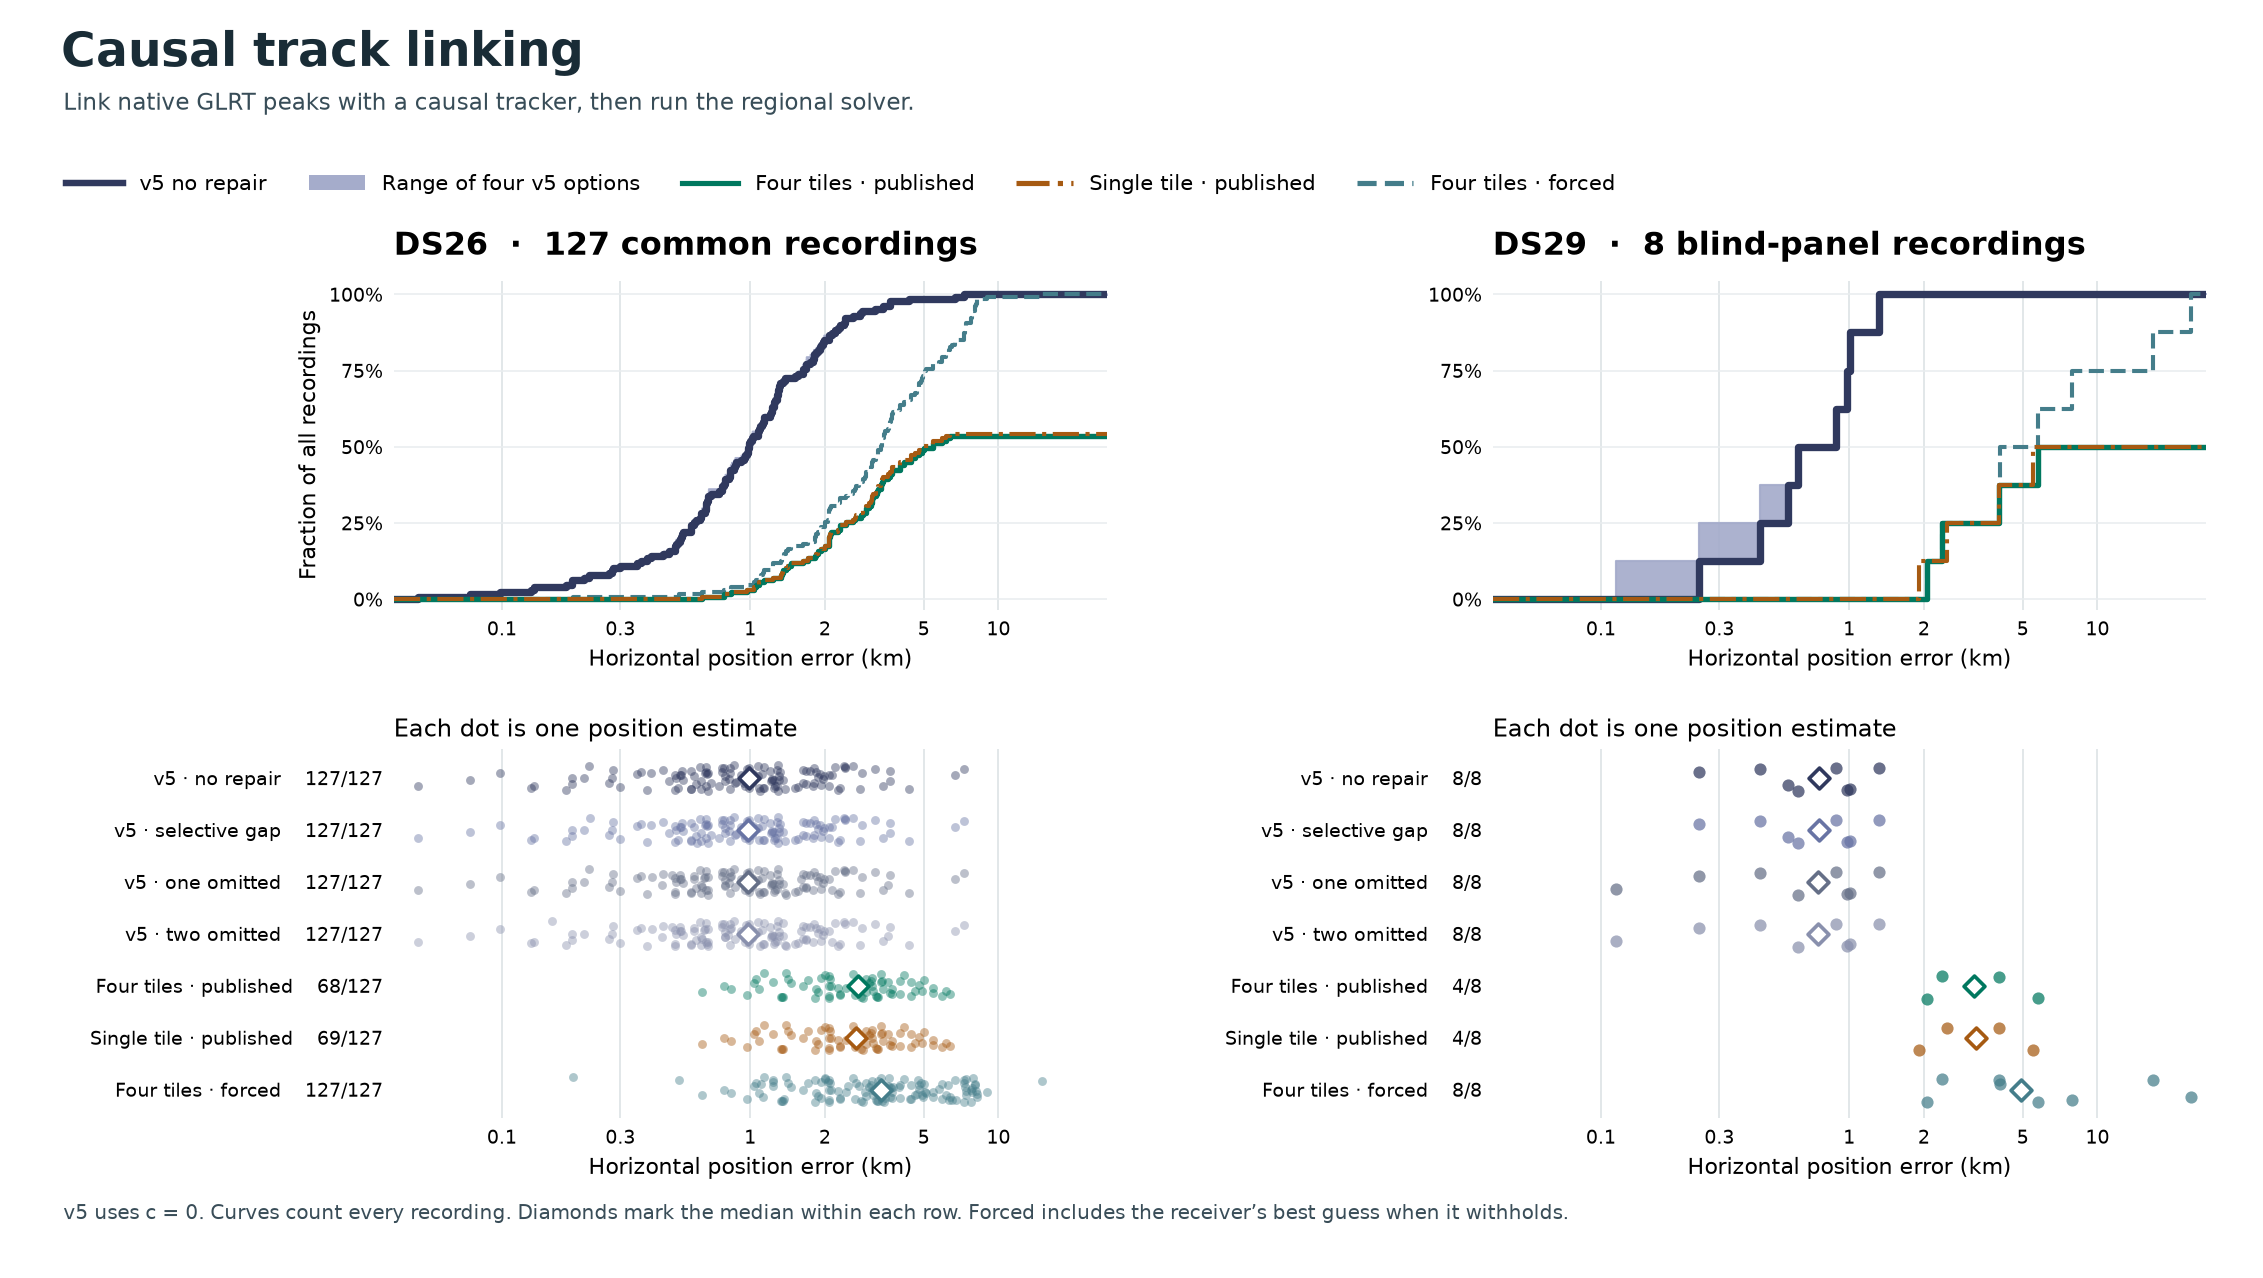 Causal track linking
Link native GLRT peaks with a causal tracker, then run the regional solver.
v5 no repair
Range of four v5 options
Four tiles · published
Single tile · published
Four tiles · forced
DS26 · 127 common recordings
100%
75%
50%
25%
0%
Fraction of all recordings
0.1 0.3 1 2 5 10
Horizontal position error (km)
DS29 · 8 blind-panel recordings
100%
75%
50%
25%
0%
0.1 0.3 1 2 5 10
Horizontal position error (km)
Each dot is one position estimate
v5 · no repair 127/127
v5 · selective gap 127/127
v5 · one omitted 127/127
v5 · two omitted 127/127
Four tiles · published 68/127
Single tile · published 69/127
Four tiles · forced 127/127
0.1 0.3 1 2 5 10
Horizontal position error (km)
Each dot is one position estimate
v5 · no repair 8/8
v5 · selective gap 8/8
v5 · one omitted 8/8
v5 · two omitted 8/8
Four tiles · published 4/8
Single tile · published 4/8
Four tiles · forced 8/8
0.1 0.3 1 2 5 10
Horizontal position error (km)
v5 uses c = 0. Curves count every recording. Diamonds mark the median within each row. Forced includes the receiver’s best guess when it withholds.